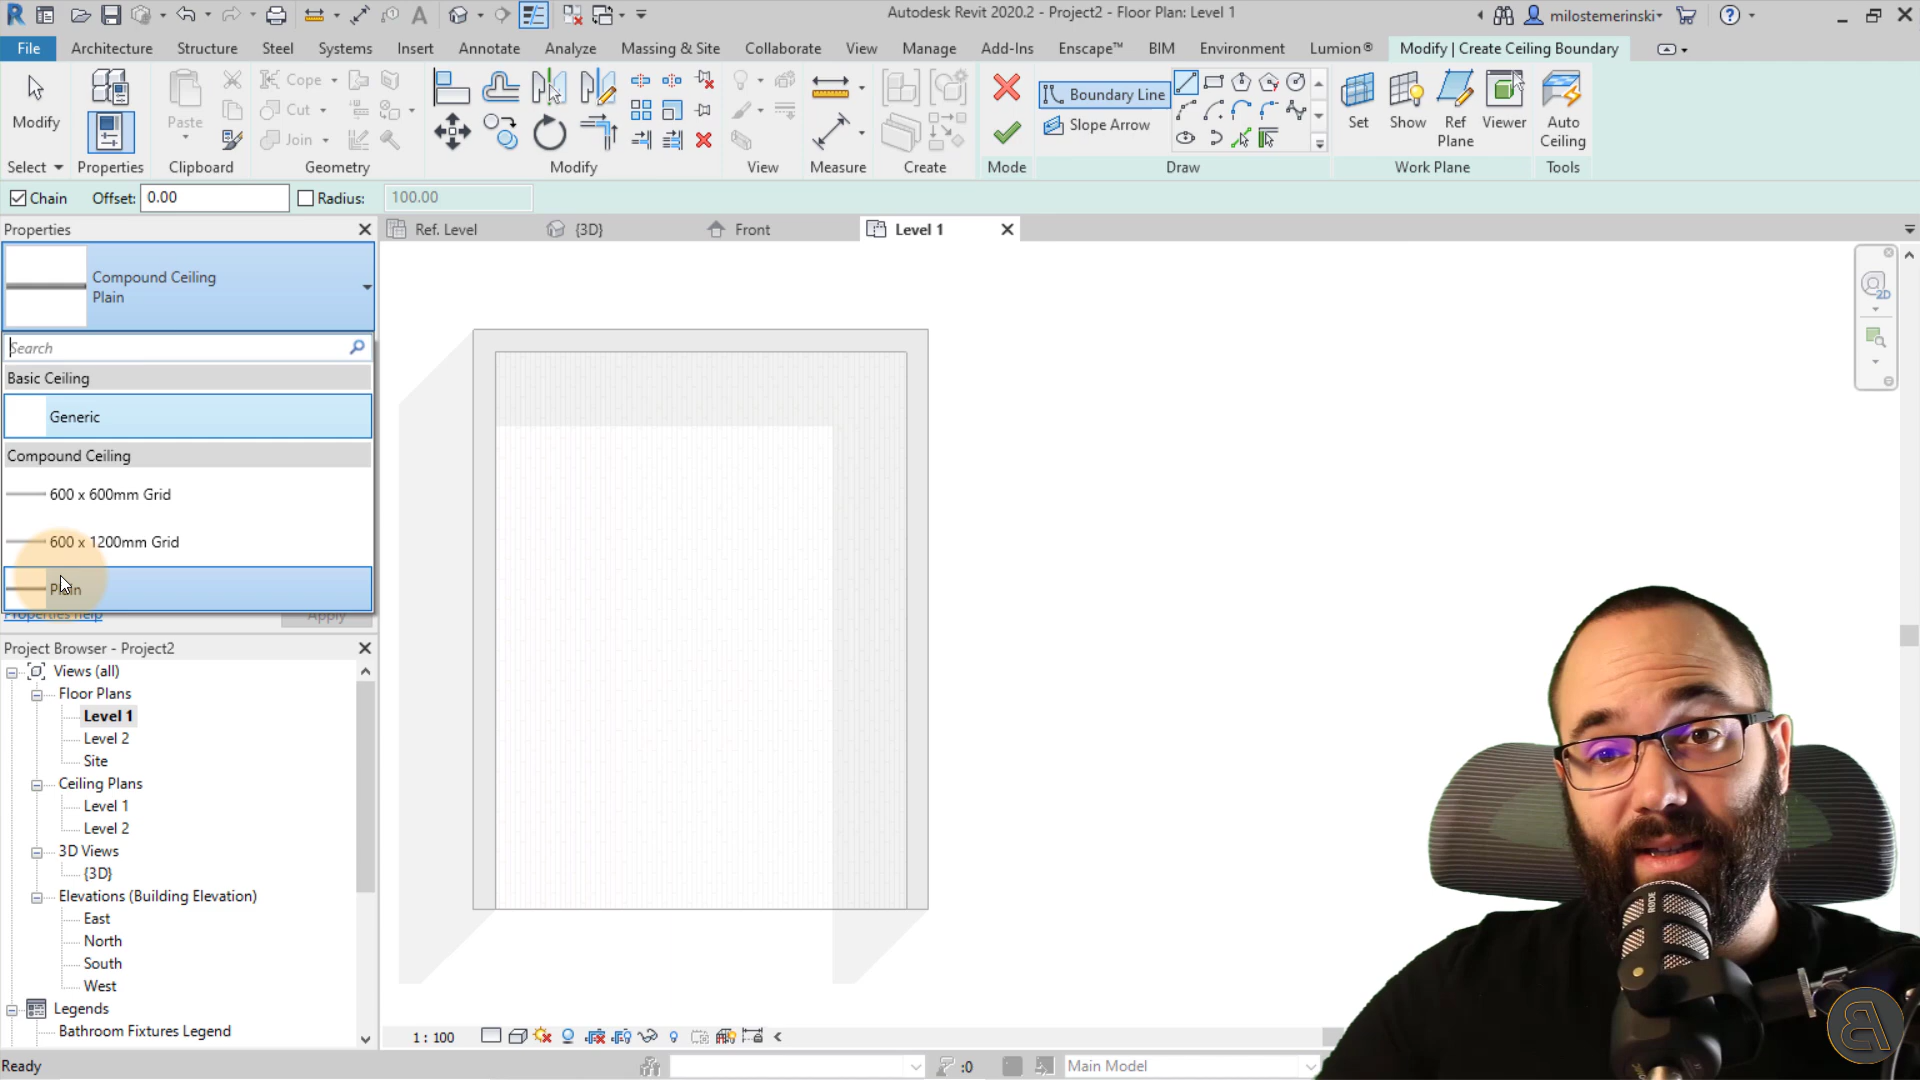 Autodesk Revit 2020.2 - Project2 - Floor Plan: Level 1
milostemerinski
File Architecture Structure Steel Systems Insert Annotate Analyze Massing & Site Collaborate View Manage Add-Ins Enscape™ BIM Environment Lumion® Modify | Create Ceiling Boundary
Modify
Paste
Cope
Cut
Join
Boundary Line
Slope Arrow
Set
Show
Ref
Plane
Viewer
Auto
Ceiling
Select Properties Clipboard Geometry Modify View Measure Create Mode Draw Work Plane Tools
Chain Offset: 0.00 Radius: 100.00
Properties
Ref. Level {3D} Front Level 1
Compound Ceiling
Plain
Search
Basic Ceiling
Generic
Compound Ceiling
600 x 600mm Grid
600 x 1200mm Grid
Plain
Properties help Apply
2D
Project Browser - Project2
Views (all)
Floor Plans
Level 1
Level 2
Site
Ceiling Plans
Level 1
Level 2
3D Views
{3D}
Elevations (Building Elevation)
East
North
South
West
Legends
Bathroom Fixtures Legend
1 : 100
Ready
:0
Main Model
RØDE